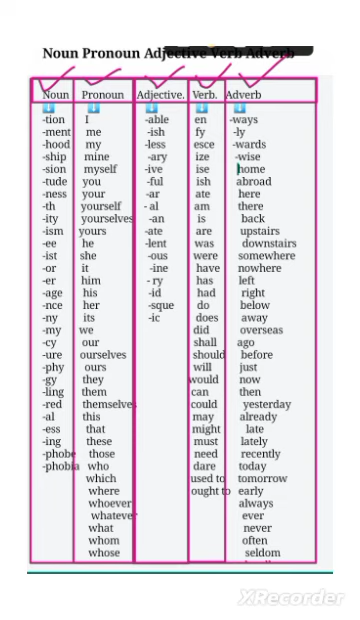 Noun Pronoun Adjective Verb Adverb
Noun Pronoun Adjective. Verb. Adverb
-tion I -able en -ways
-ment me -ish fy -ly
-hood my -less esce -wards
-ship mine -ary ize -wise
-sion myself -ive ise home
-tude you -ful ish abroad
-ness your -ar ate here
-th yourself - al am there
-ity yourselves -an is back
-ism yours -ate are upstairs
-ee he -lent was downstairs
-ist she -ous were somewhere
-or it -ine have nowhere
-er him - ry has left
-age his -id had right
-nce her -sque do below
-ny its -ic does away
-my we did overseas
-cy our shall ago
-ure ourselves should before
-phy ours will just
-gy they would now
-ling them can then
-red themselves could yesterday
-al this may already
-ess that might late
-ing these must lately
-phobe those need recently
-phobia who dare today
which used to tomorrow
where ought to early
whoever always
whatever ever
what never
whom often
whose seldom
XRecorder